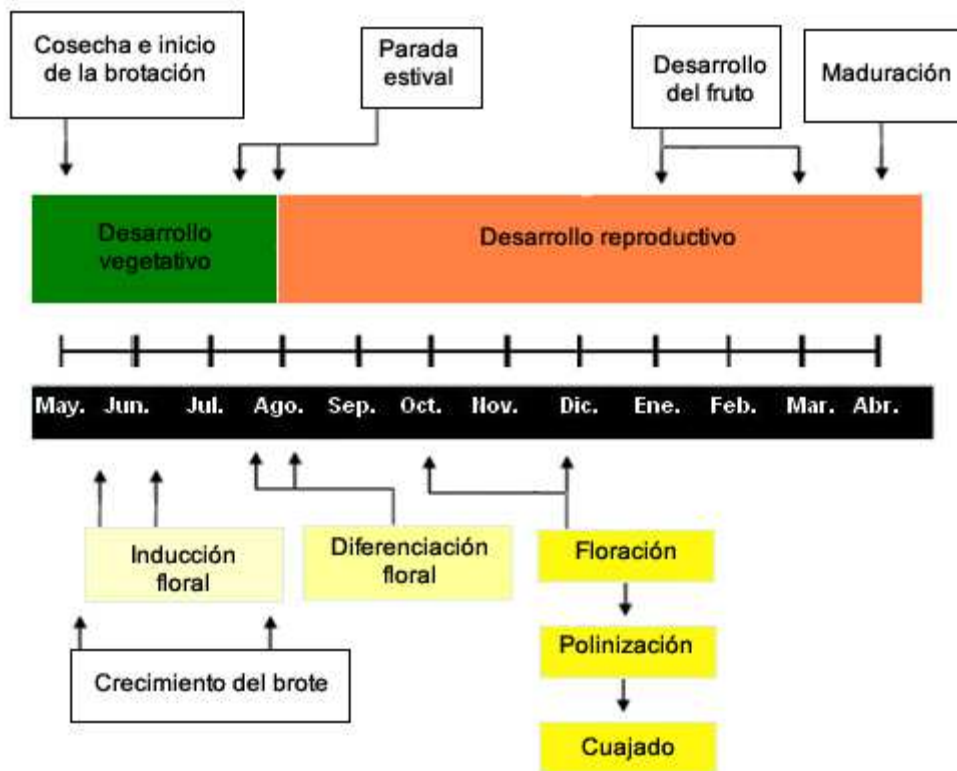 Cosecha e inicio
de la brotación
Parada
estival
Desarrollo
del fruto
Maduración
Desarrollo
vegetativo
Desarrollo reproductivo
May. Jun. Jul. Ago. Sep. Oct. Nov. Dic. Ene. Feb. Mar. Abr.
Inducción
floral
Diferenciación
floral
Floración
Polinización
Crecimiento del brote
Cuajado